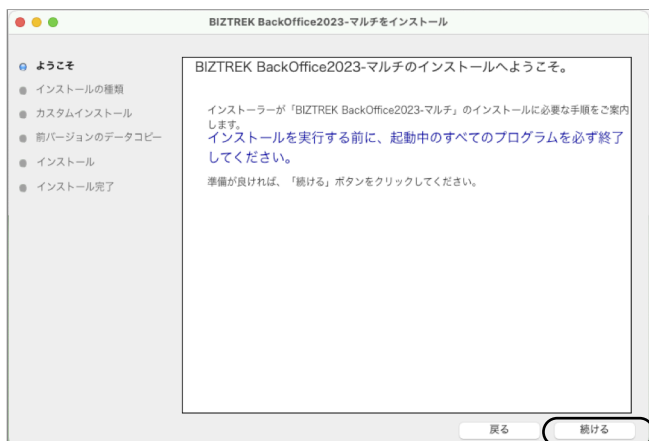 BIZTREK BackOffice2023-マルチをインストール
ようこそ
インストールの種類
カスタムインストール
前バージョンのデータコピー
インストール
インストール完了
BIZTREK BackOffice2023-マルチのインストールへようこそ。
インストーラーが「BIZTREK BackOffice2023-マルチ」のインストールに必要な手順をご案内
します。
インストールを実行する前に、起動中のすべてのプログラムを必ず終了
してください。
準備が良ければ、「続ける」ボタンをクリックしてください。
戻る
続ける